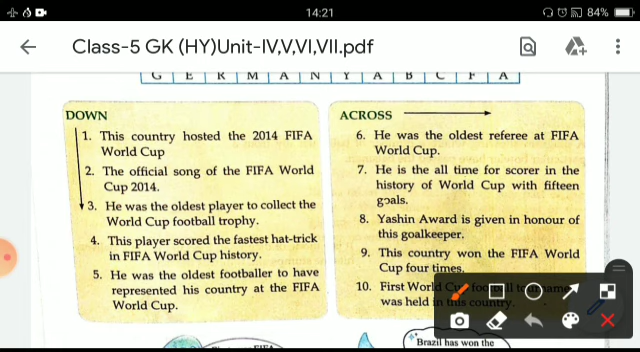 14:21
84%
Class-5 GK (HY)Unit-IV,V,VI,VII.pdf
G E R M A N Y A B C F A
DOWN
1. This country hosted the 2014 FIFA
World Cup
2. The official song of the FIFA World
Cup 2014.
3. He was the oldest player to collect the
World Cup football trophy.
4. This player scored the fastest hat-trick
in FIFA World Cup history.
5. He was the oldest footballer to have
represented his country at the FIFA
World Cup.
ACROSS
6. He was the oldest referee at FIFA
World Cup.
7. He is the all time for scorer in the
history of World Cup with fifteen
goals.
8. Yashin Award is given in honour of
this goalkeeper.
9. This country won the FIFA World
Cup four times.
10. First World Cup football tournament
was held in this country.
FIFA
Brazil has won the